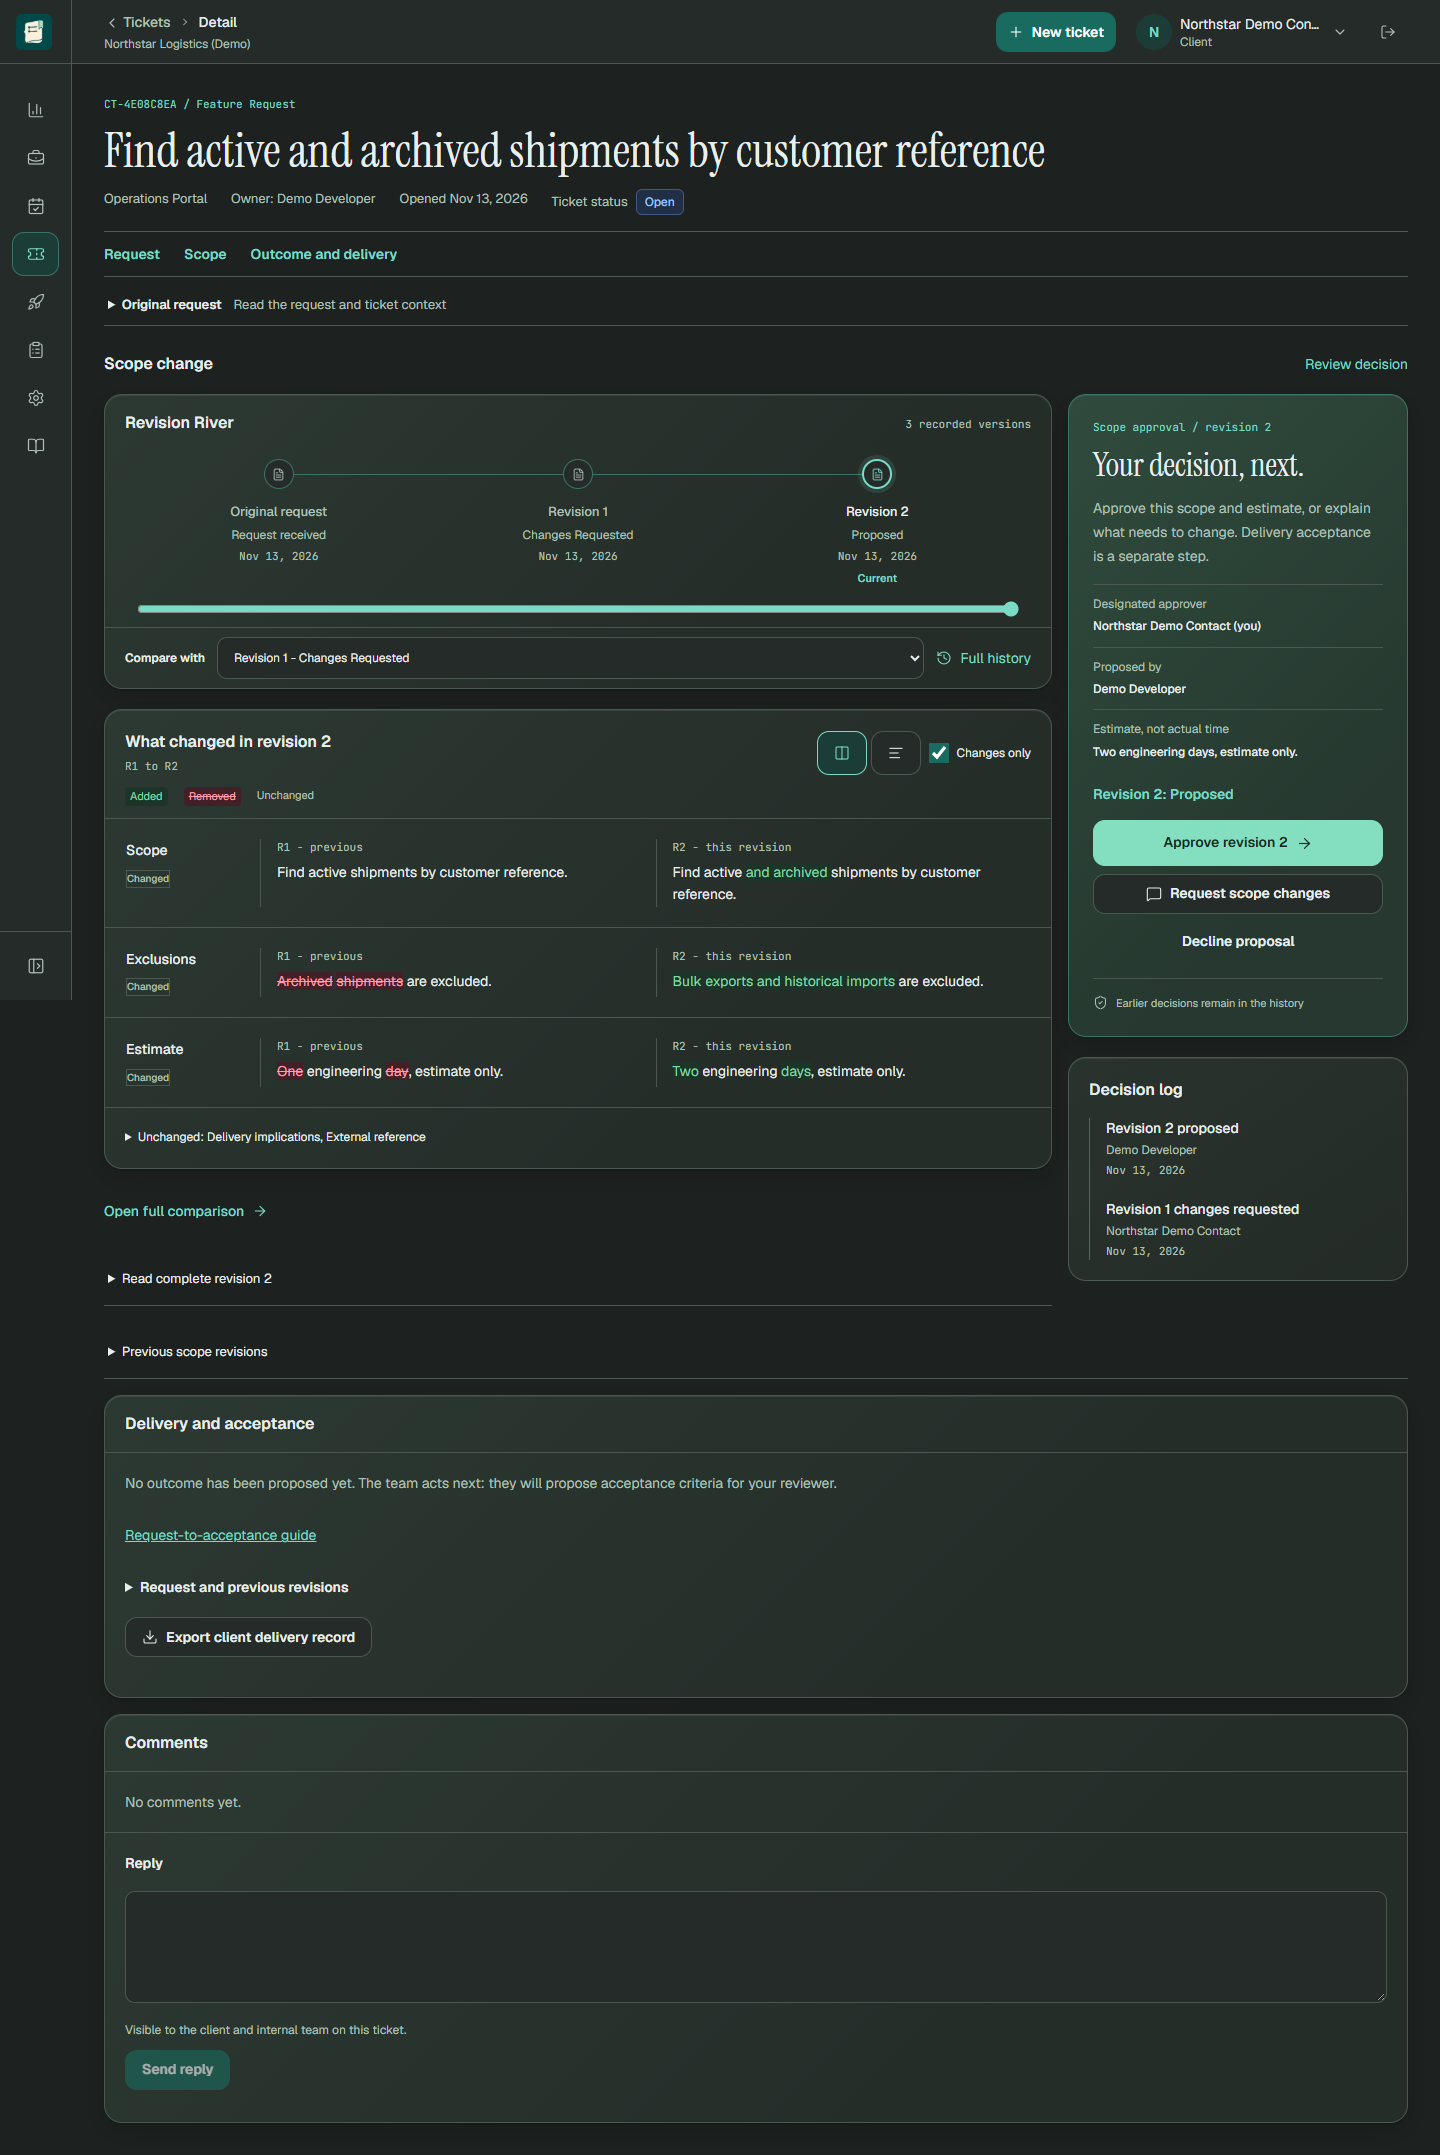 Tickets > Detail
Northstar Logistics (Demo)
New ticket
N
Northstar Demo Con...
Client
CT-4E08C8EA / Feature Request
Find active and archived shipments by customer reference
Operations Portal
Owner: Demo Developer
Opened Nov 13, 2026
Ticket status
Open
Request
Scope
Outcome and delivery
Original request
Read the request and ticket context
Scope change
Review decision
Revision River
3 recorded versions
Original request
Request received
Nov 13, 2026
Revision 1
Changes Requested
Nov 13, 2026
Revision 2
Proposed
Nov 13, 2026
Current
Compare with
Revision 1 - Changes Requested
Full history
What changed in revision 2
R1 to R2
Added
Removed
Unchanged
Changes only
Scope
Changed
R1 - previous
Find active shipments by customer reference.
R2 - this revision
Find active and archived shipments by customer
reference.
Exclusions
Changed
R1 - previous
Archived shipments are excluded.
R2 - this revision
Bulk exports and historical imports are excluded.
Estimate
Changed
R1 - previous
One engineering day, estimate only.
R2 - this revision
Two engineering days, estimate only.
Unchanged: Delivery implications, External reference
Open full comparison
Read complete revision 2
Scope approval / revision 2
Your decision, next.
Approve this scope and estimate, or explain
what needs to change. Delivery acceptance
is a separate step.
Designated approver
Northstar Demo Contact (you)
Proposed by
Demo Developer
Estimate, not actual time
Two engineering days, estimate only.
Revision 2: Proposed
Approve revision 2
Request scope changes
Decline proposal
Earlier decisions remain in the history
Decision log
Revision 2 proposed
Demo Developer
Nov 13, 2026
Revision 1 changes requested
Northstar Demo Contact
Nov 13, 2026
Previous scope revisions
Delivery and acceptance
No outcome has been proposed yet. The team acts next: they will propose acceptance criteria for your reviewer.
Request-to-acceptance guide
Request and previous revisions
Export client delivery record
Comments
No comments yet.
Reply
Visible to the client and internal team on this ticket.
Send reply